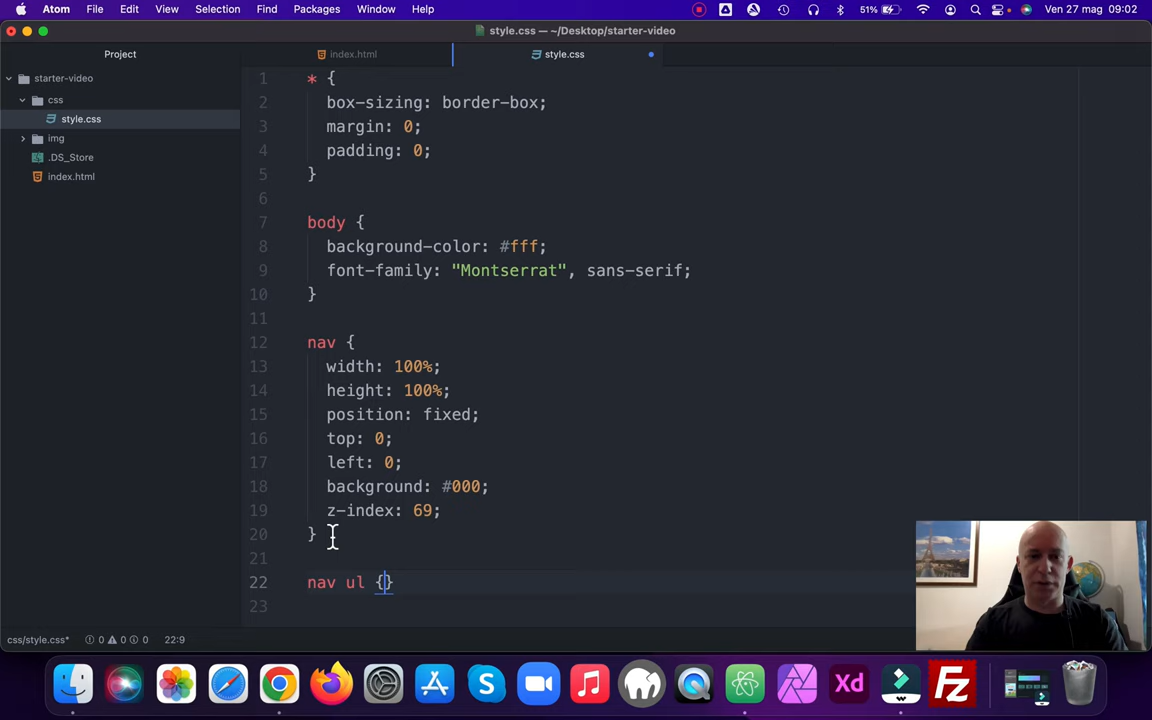 Atom File Edit View Selection Find Packages Window Help 51% Ven 27 mag 09:02
style.css — ~/Desktop/starter-video
Project index.html style.css
starter-video
css
style.css
img
.DS_Store
index.html
1 * {
2 box-sizing: border-box;
3 margin: 0;
4 padding: 0;
5 }
6
7 body {
8 background-color: #fff;
9 font-family: "Montserrat", sans-serif;
10 }
11
12 nav {
13 width: 100%;
14 height: 100%;
15 position: fixed;
16 top: 0;
17 left: 0;
18 background: #000;
19 z-index: 69;
20 }
21
22 nav ul {}
23
css/style.css* 0 0 0 22:9
Xd
Fz